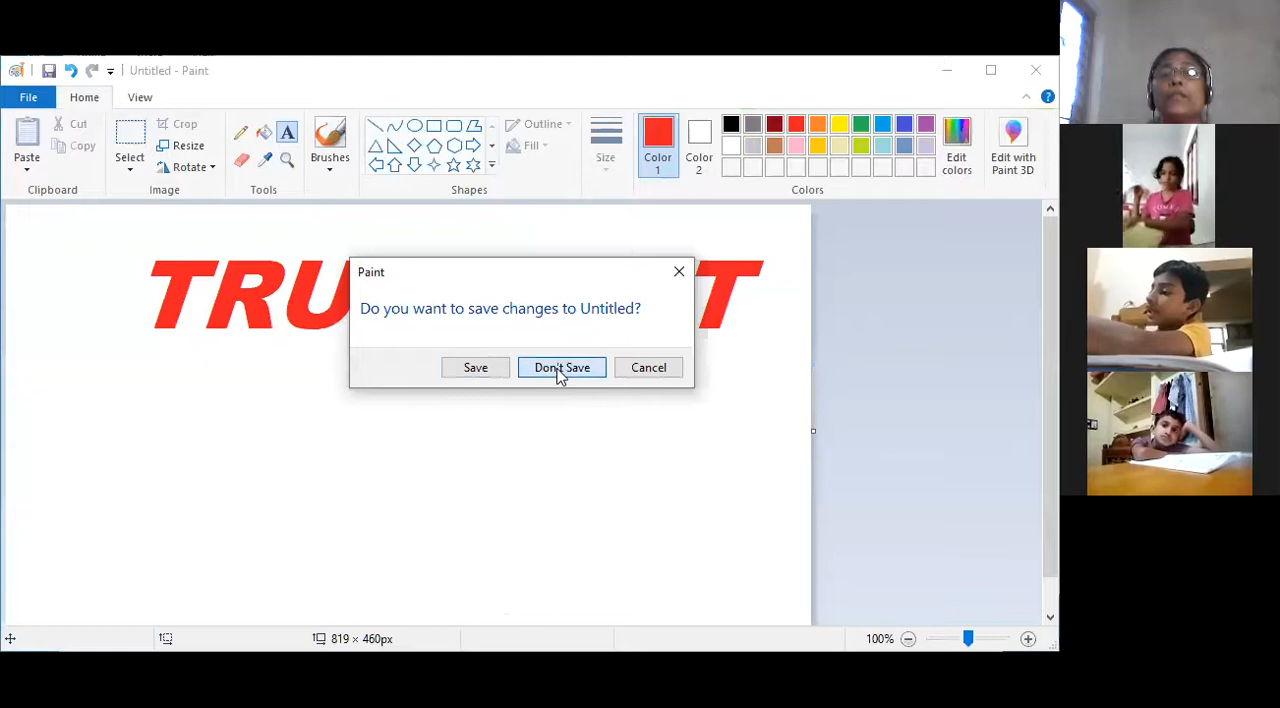 Untitled - Paint
File Home View
Paste
Cut
Copy
Clipboard
Select
Crop
Resize
Rotate
Image
A
Tools
Brushes
Outline
Fill
Shapes
Size
Color 1
Color 2
Edit colors
Colors
Edit with Paint 3D
TRU T
Paint
Do you want to save changes to Untitled?
Save Don't Save Cancel
819 × 460px
100%